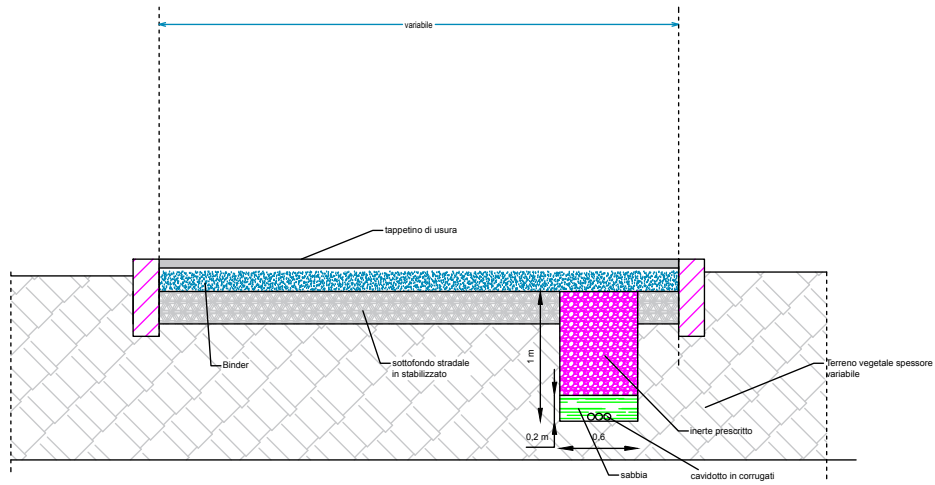 variabile
tappetino di usura
Binder
sottofondo stradale
in stabilizzato
1 m
Terreno vegetale spessore
variabile
inerte prescritto
0,2 m
0,6
sabbia
cavidotto in corrugati